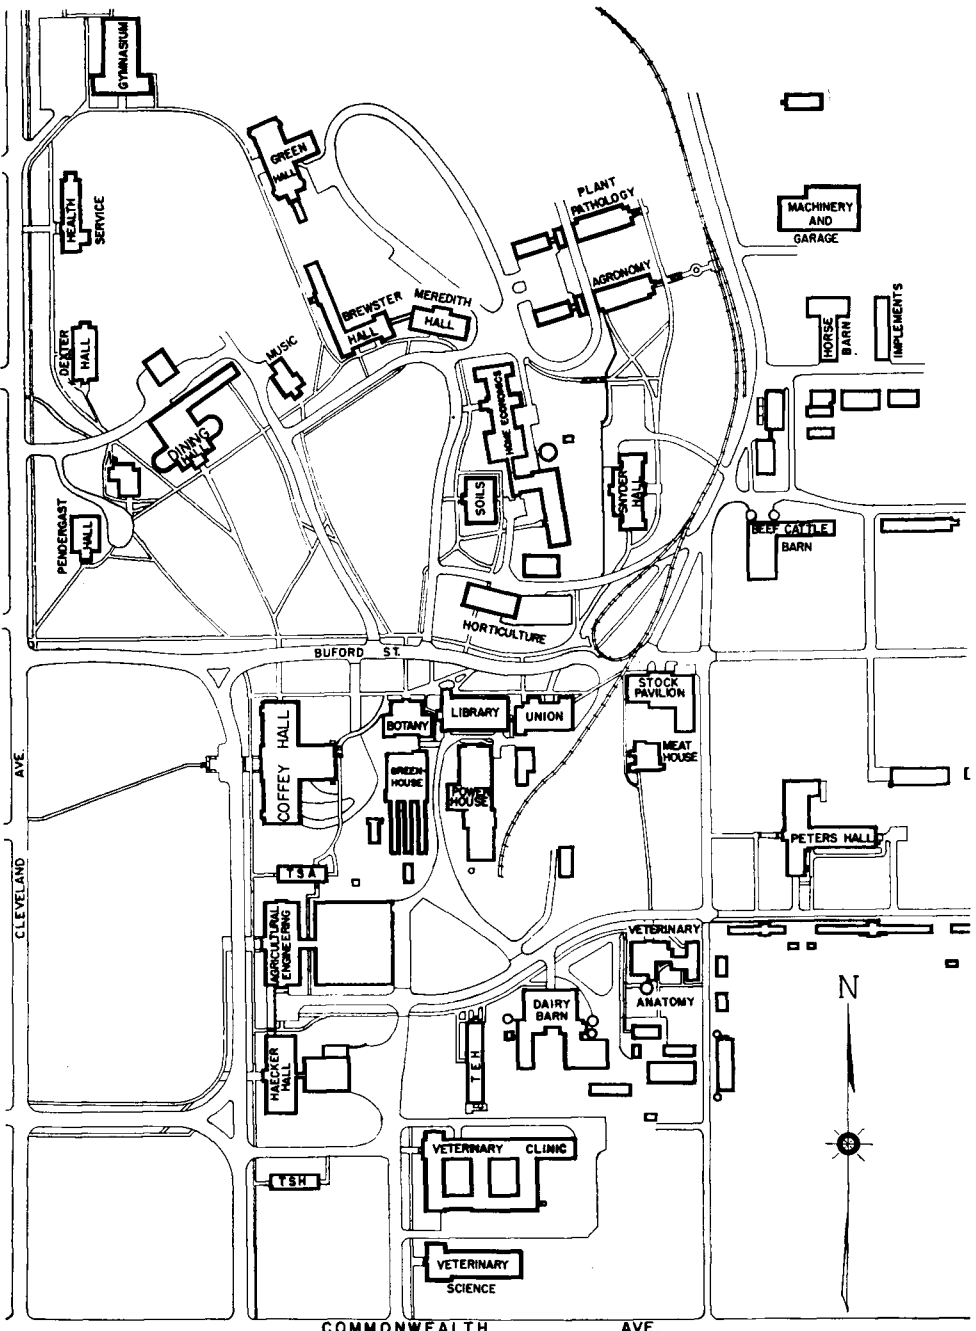 GYMNASIUM
GREEN
HALL
HEALTH
SERVICE
PLANT
PATHOLOGY
MACHINERY
AND
GARAGE
AGRONOMY
BREWSTER
HALL
MEREDITH
HALL
HORSE
BARN
IMPLEMENTS
DEXTER
HALL
MUSIC
DINING
HALL
HOME ECONOMICS
SOILS
SNYDER
HALL
PENDERGAST
HALL
BEEF CATTLE
BARN
HORTICULTURE
BUFORD ST.
STOCK
PAVILION
COFFEY HALL
BOTANY
LIBRARY
UNION
MEAT
HOUSE
GREEN-
HOUSE
POWER
HOUSE
PETERS HALL
CLEVELAND AVE.
TSA
AGRICULTURAL
ENGINEERING
VETERINARY
ANATOMY
DAIRY
BARN
N
TEH
HAECKER
HALL
VETERINARY CLINIC
TSH
VETERINARY
SCIENCE
COMMONWEALTH AVE